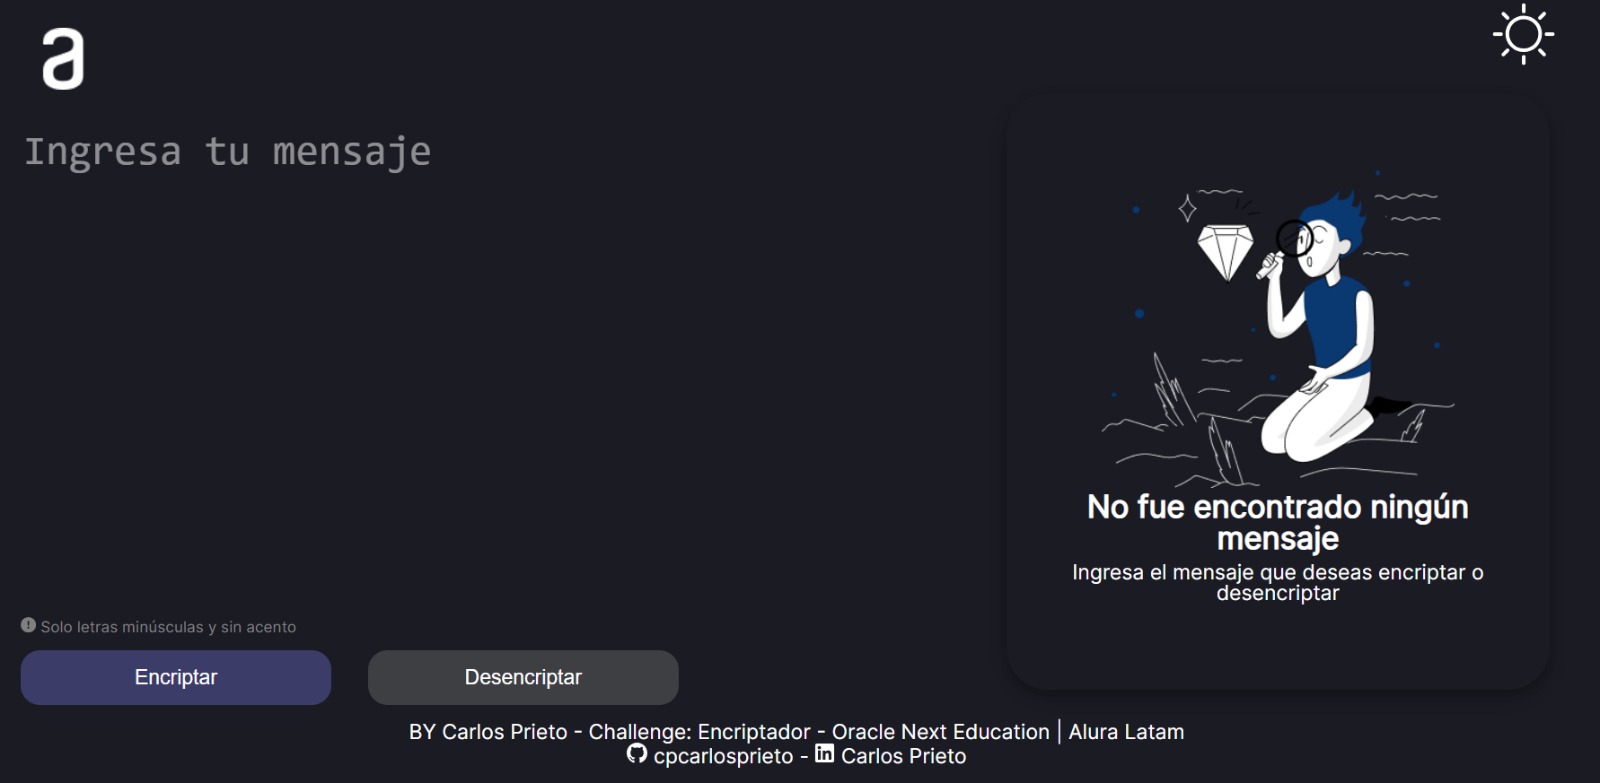 a
Ingresa tu mensaje
No fue encontrado ningún
mensaje
Ingresa el mensaje que deseas encriptar o
desencriptar
Solo letras minúsculas y sin acento
Encriptar
Desencriptar
BY Carlos Prieto - Challenge: Encriptador - Oracle Next Education | Alura Latam
cpcarlosprieto - in Carlos Prieto